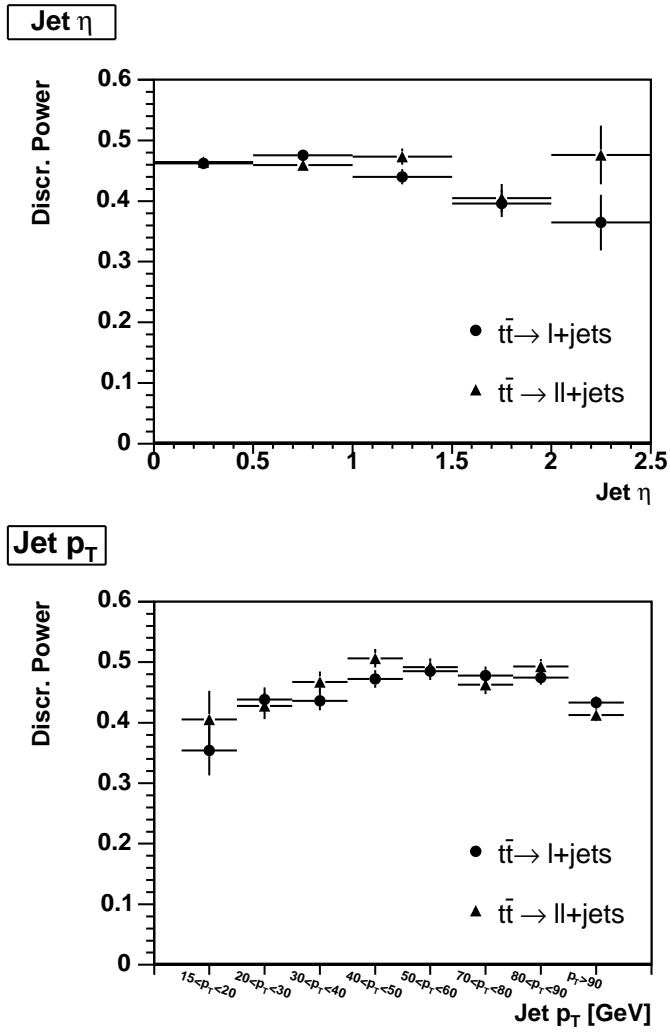 Jet η
Discr. Power
0.6
0.5
0.4
0.3
0.2
0.1
0
tt̄→ l+jets
tt̄ → ll+jets
0 0.5 1 1.5 2 2.5
Jet η
Jet p_T
Discr. Power
0.6
0.5
0.4
0.3
0.2
0.1
0
tt̄→ l+jets
tt̄ → ll+jets
15<p_T<20 20<p_T<30 30<p_T<40 40<p_T<50 50<p_T<60 70<p_T<80 80<p_T<90 p_T>90
Jet p_T [GeV]